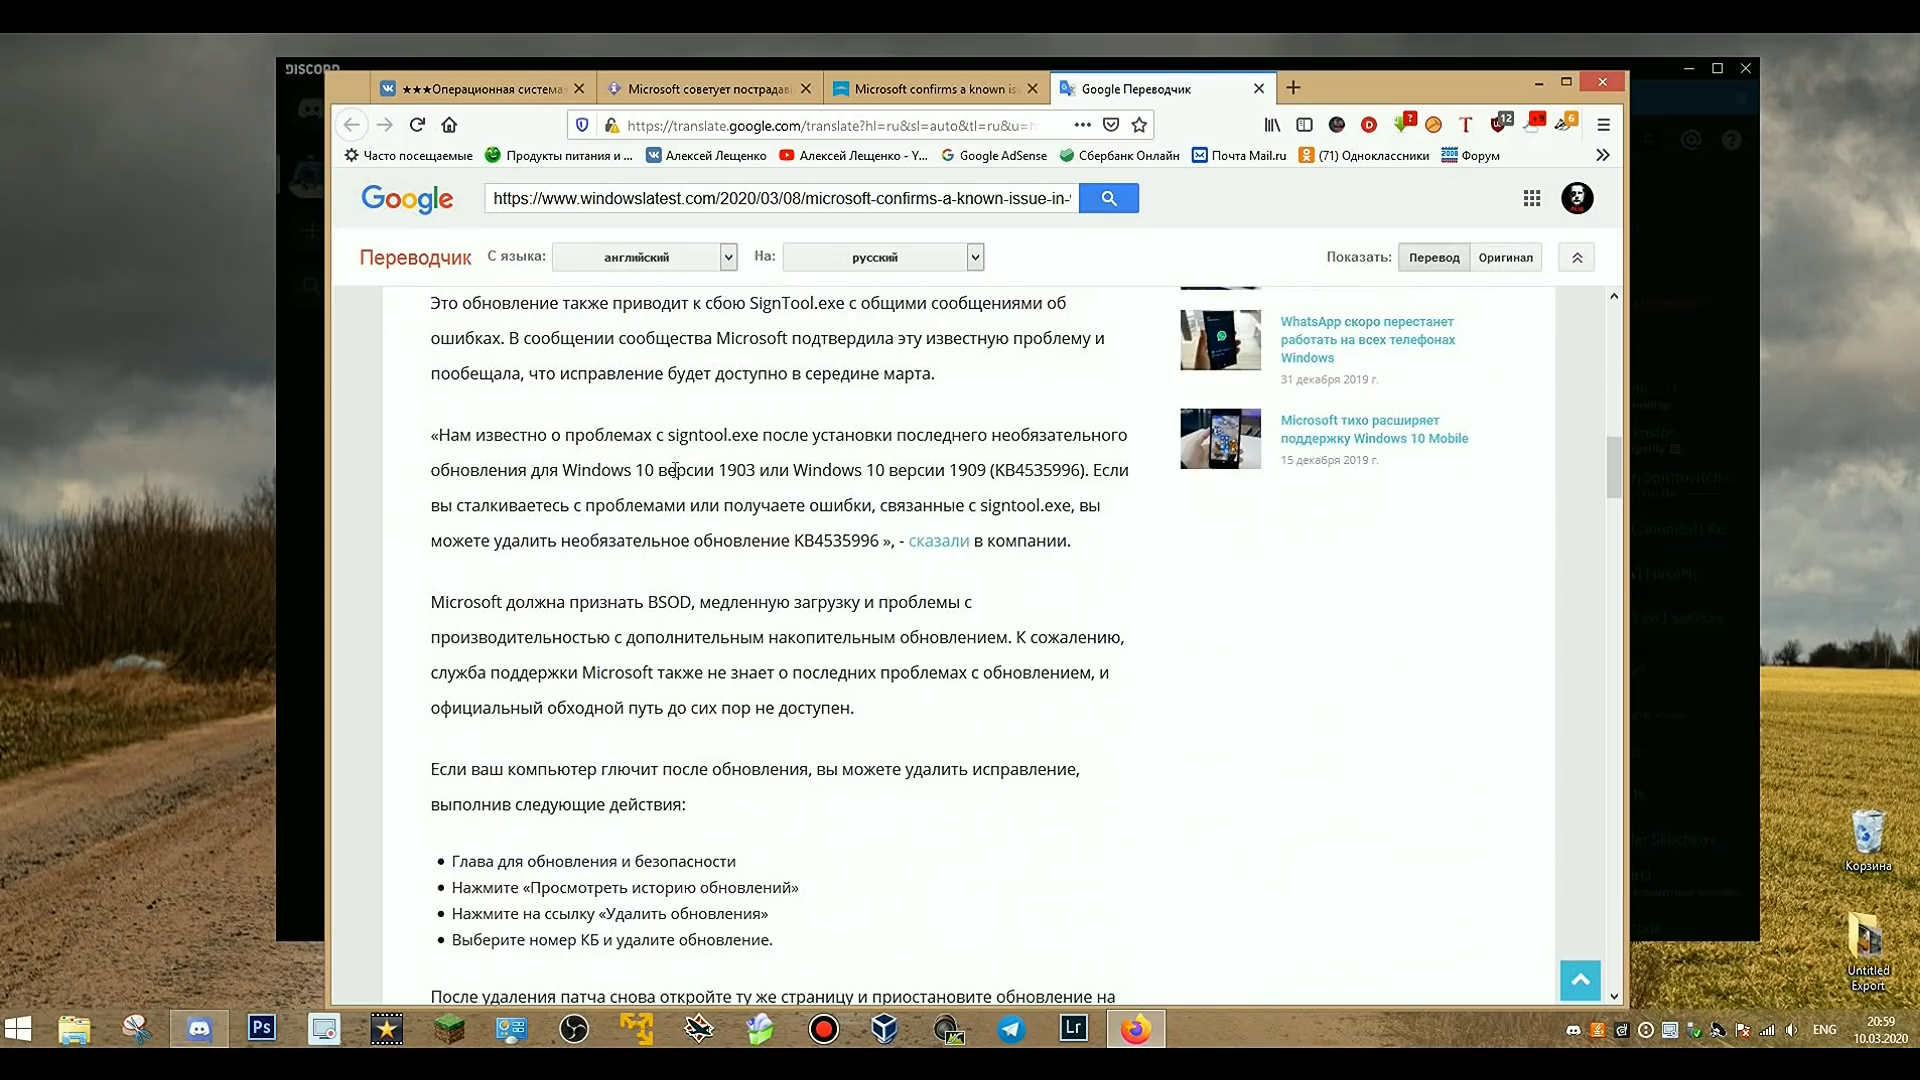 DISCORD
★★★Операционная система
Microsoft советует пострадав
Microsoft confirms a known is
Google Переводчик
https://translate.google.com/translate?hl=ru&sl=auto&tl=ru&u=h
Часто посещаемые
Продукты питания и ...
Алексей Лещенко
Алексей Лещенко - Y...
Google AdSense
Сбербанк Онлайн
Почта Mail.ru
(71) Одноклассники
Форум
Google
https://www.windowslatest.com/2020/03/08/microsoft-confirms-a-known-issue-in-
Переводчик
С языка:
английский
На:
русский
Показать:
Перевод
Оригинал
Это обновление также приводит к сбою SignTool.exe с общими сообщениями об
ошибках. В сообщении сообщества Microsoft подтвердила эту известную проблему и
пообещала, что исправление будет доступно в середине марта.
«Нам известно о проблемах с signtool.exe после установки последнего необязательного
обновления для Windows 10 версии 1903 или Windows 10 версии 1909 (KB4535996). Если
вы сталкиваетесь с проблемами или получаете ошибки, связанные с signtool.exe, вы
можете удалить необязательное обновление KB4535996 », - сказали в компании.
Microsoft должна признать BSOD, медленную загрузку и проблемы с
производительностью с дополнительным накопительным обновлением. К сожалению,
служба поддержки Microsoft также не знает о последних проблемах с обновлением, и
официальный обходной путь до сих пор не доступен.
Если ваш компьютер глючит после обновления, вы можете удалить исправление,
выполнив следующие действия:
• Глава для обновления и безопасности
• Нажмите «Просмотреть историю обновлений»
• Нажмите на ссылку «Удалить обновления»
• Выберите номер КБ и удалите обновление.
После удаления патча снова откройте ту же страницу и приостановите обновление на
WhatsApp скоро перестанет
работать на всех телефонах
Windows
31 декабря 2019 г.
Microsoft тихо расширяет
поддержку Windows 10 Mobile
15 декабря 2019 г.
Корзина
Untitled
Export
Ps
Lr
ENG
20:59
10.03.2020